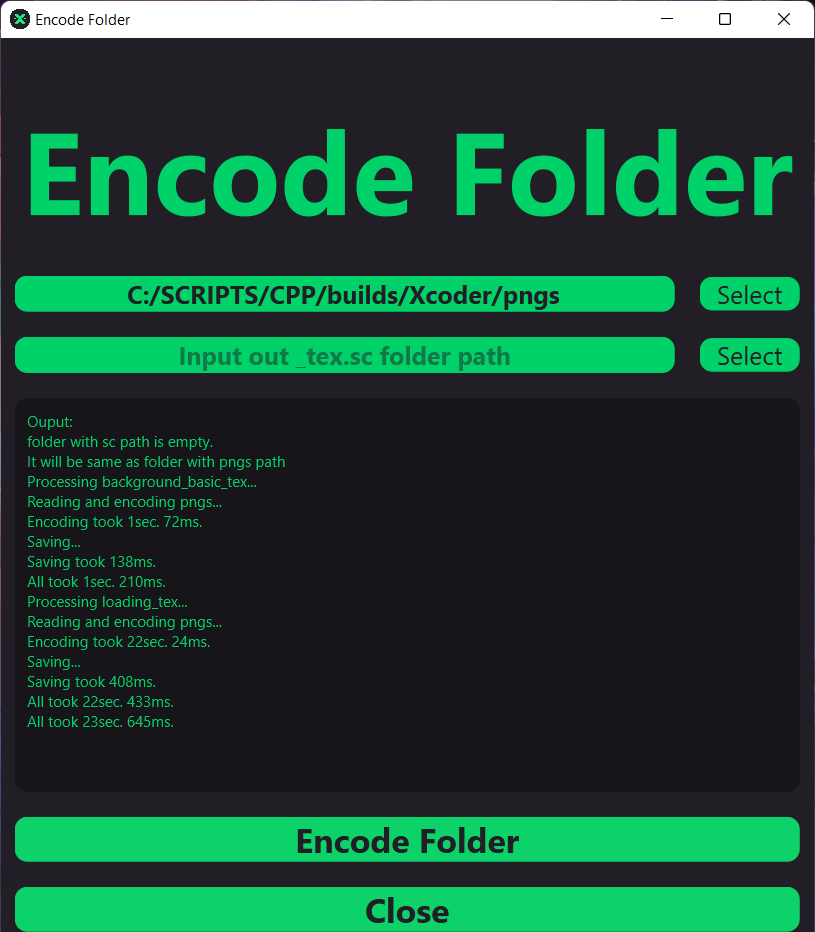 Encode Folder
Encode Folder
C:/SCRIPTS/CPP/builds/Xcoder/pngs
Select
Input out _tex.sc folder path
Select
Ouput:
folder with sc path is empty.
It will be same as folder with pngs path
Processing background_basic_tex...
Reading and encoding pngs...
Encoding took 1sec. 72ms.
Saving...
Saving took 138ms.
All took 1sec. 210ms.
Processing loading_tex...
Reading and encoding pngs...
Encoding took 22sec. 24ms.
Saving...
Saving took 408ms.
All took 22sec. 433ms.
All took 23sec. 645ms.
Encode Folder
Close